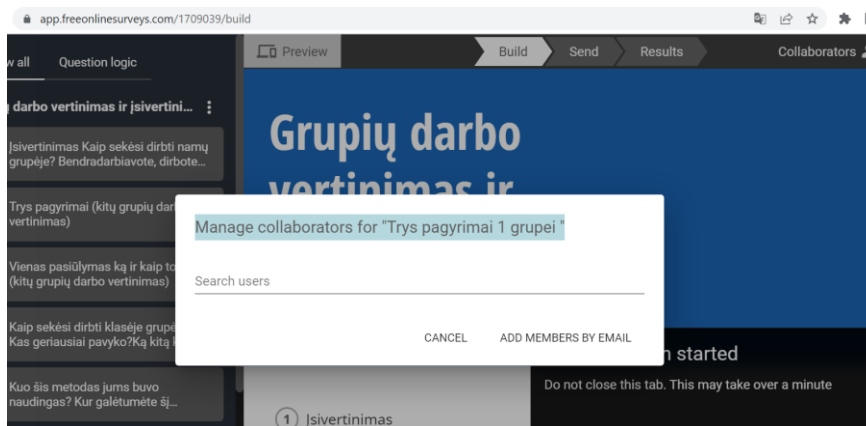 app.freeonlinesurveys.com/1709039/build
Preview
Build
Send
Results
Collaborators
all
Question logic
darbo vertinimas ir įsivertini...
Grupių darbo
vertinimas ir
Įsivertinimas Kaip sekėsi dirbti namų
grupėje? Bendradarbiavote, dirbote...
Trys pagyrimai (kitų grupių
vertinimas)
Vienas pasiūlymas ką ir kaip
(kitų grupių darbo vertinimas)
Kaip sekėsi dirbti klasėje
Kas geriausiai pavyko?Ką kitą
Kuo šis metodas jums buvo
naudingas? Kur galėtumėte šį...
Manage collaborators for "Trys pagyrimai 1 grupei "
Search users
CANCEL
ADD MEMBERS BY EMAIL
started
Do not close this tab. This may take over a minute
1 Įsivertinimas